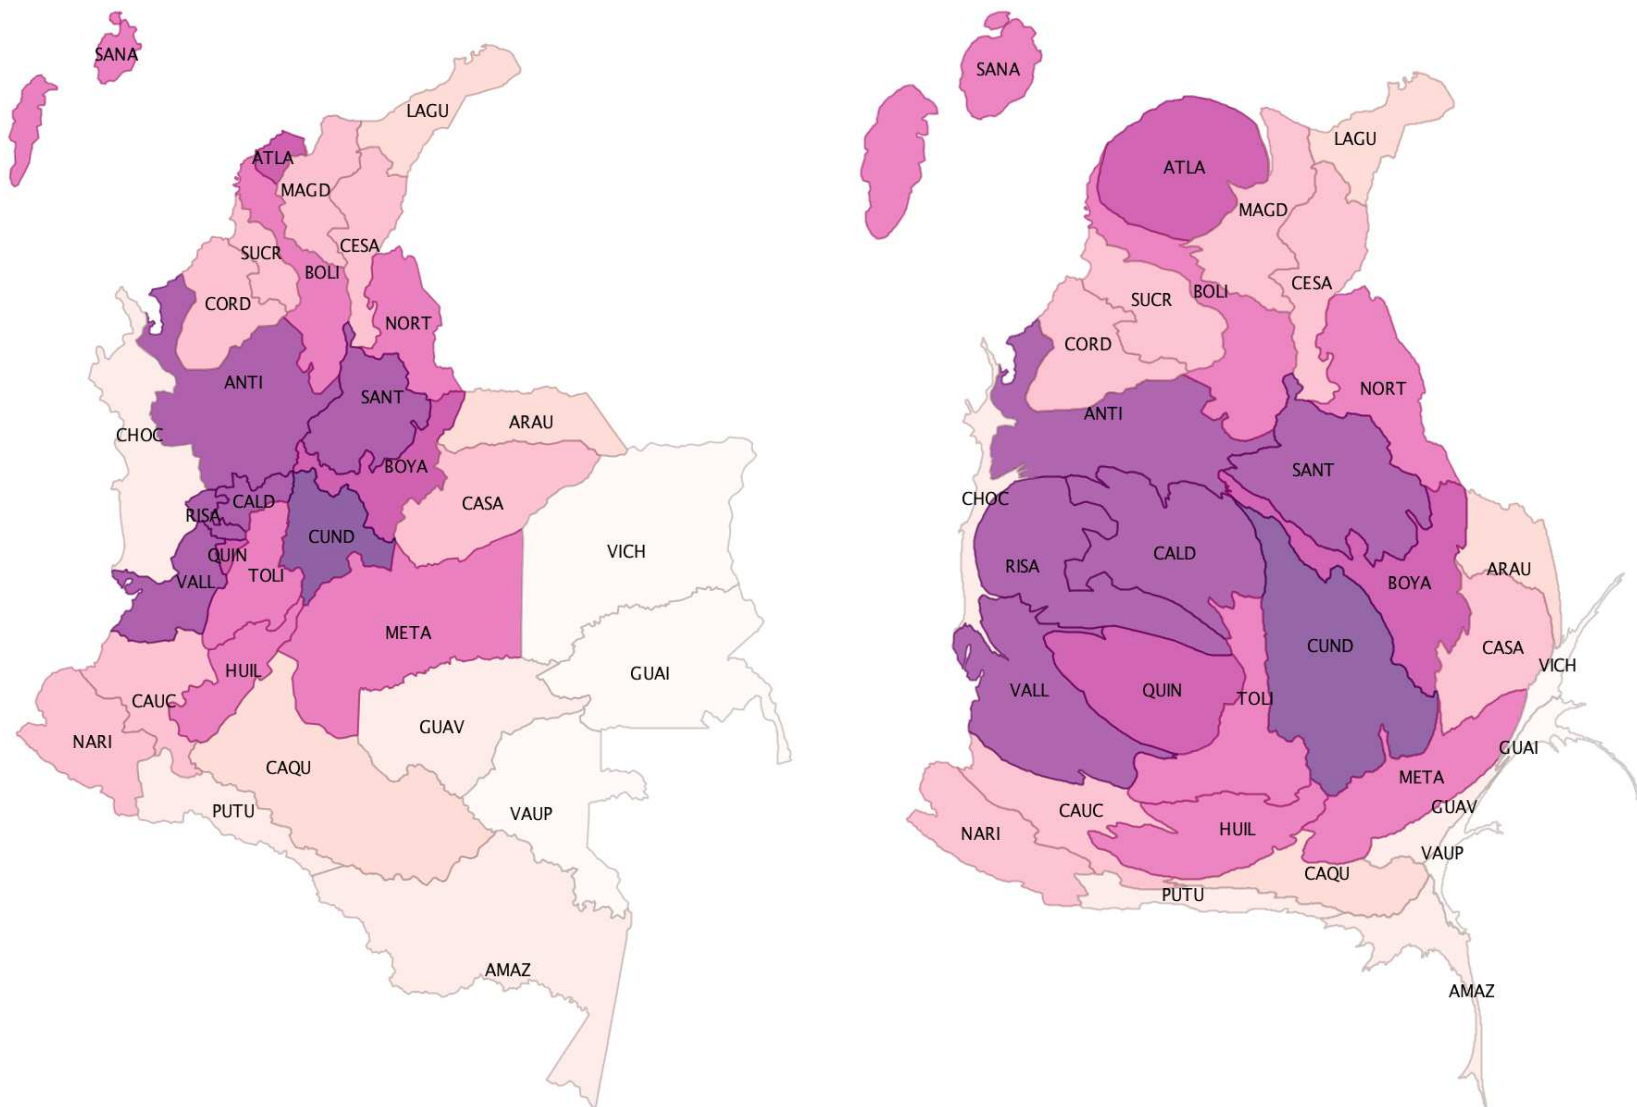 SANA
LAGU
ATLA
MAGD
SUCR
CESA
BOLI
CORD
NORT
ANTI
SANT
CHOC
ARAU
BOYA
CALD
CASA
RISA
CUND
QUIN
VICH
TOLI
VALL
META
HUIL
GUAI
CAUC
GUAV
NARI
CAQU
PUTU
VAUP
AMAZ
SANA
LAGU
ATLA
MAGD
CESA
BOLI
SUCR
CORD
NORT
ANTI
SANT
CHOC
CALD
RISA
ARAU
BOYA
CUND
CASA
VICH
VALL
QUIN
TOLI
GUAI
META
GUAV
CAUC
HUIL
NARI
VAUP
CAQU
PUTU
AMAZ